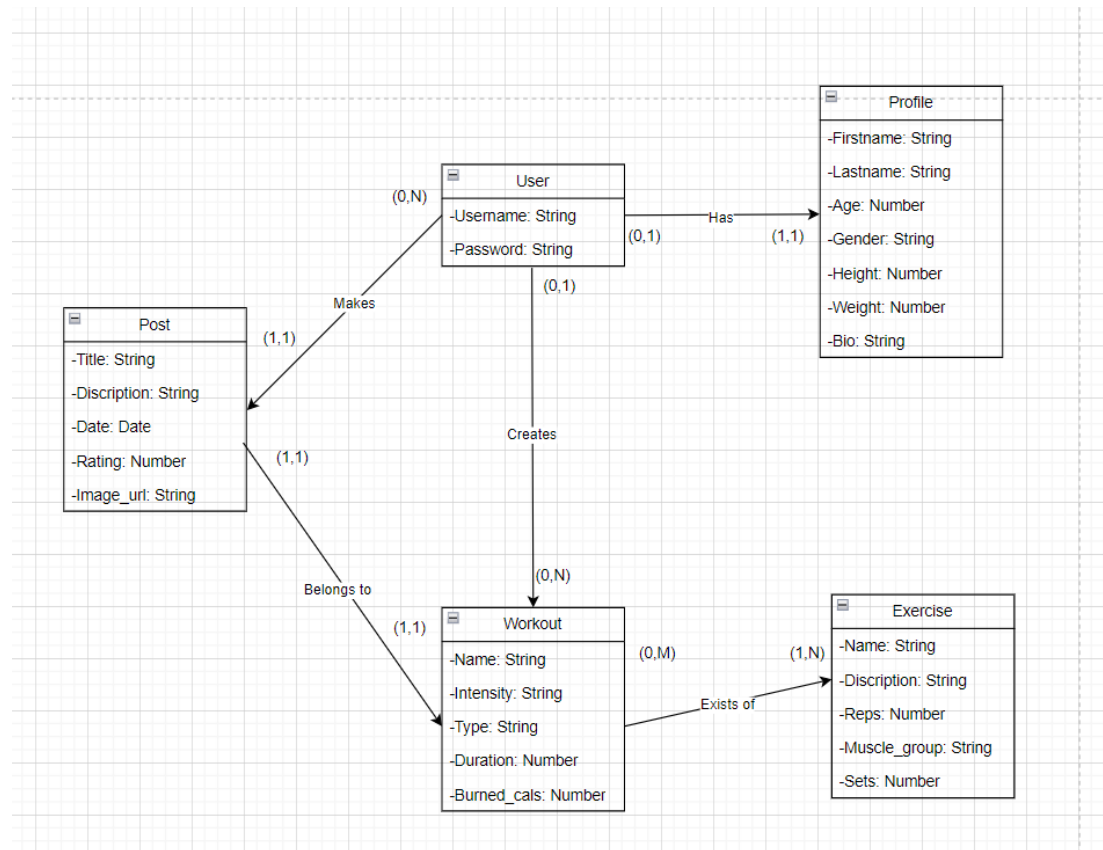 Profile
-Firstname: String
-Lastname: String
-Age: Number
-Gender: String
-Height: Number
-Weight: Number
-Bio: String
User
-Username: String
-Password: String
(0,N)
Has
(0,1)
(1,1)
(0,1)
Makes
(1,1)
Post
-Title: String
-Discription: String
-Date: Date
-Rating: Number
-Image_url: String
(1,1)
Creates
(0,N)
Belongs to
(1,1)
Workout
-Name: String
-Intensity: String
-Type: String
-Duration: Number
-Burned_cals: Number
(0,M)
(1,N)
Exists of
Exercise
-Name: String
-Discription: String
-Reps: Number
-Muscle_group: String
-Sets: Number